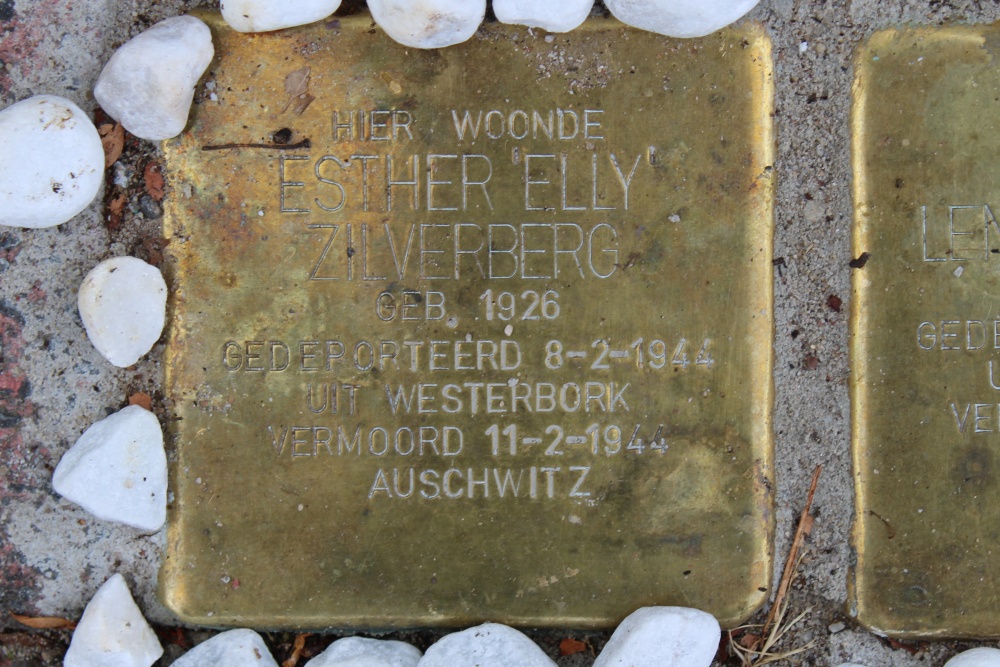 HIER WOONDE
ESTHER 'ELLY'
ZILVERBERG
GEB. 1926
GEDEPORTEERD 8-2-1944
UIT WESTERBORK
VERMOORD 11-2-1944
AUSCHWITZ